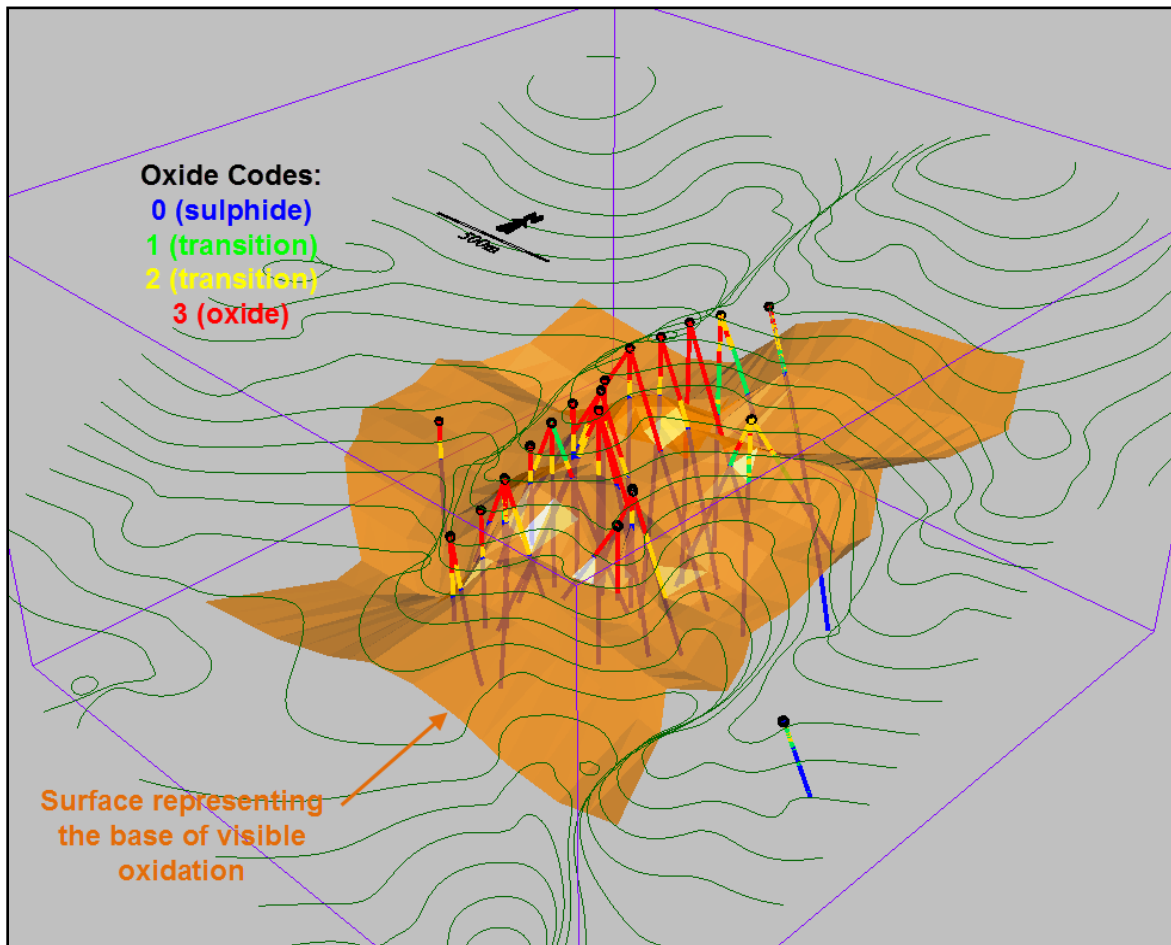 Oxide Codes:
0 (sulphide)
1 (transition)
2 (transition)
3 (oxide)
Surface representing
the base of visible
oxidation